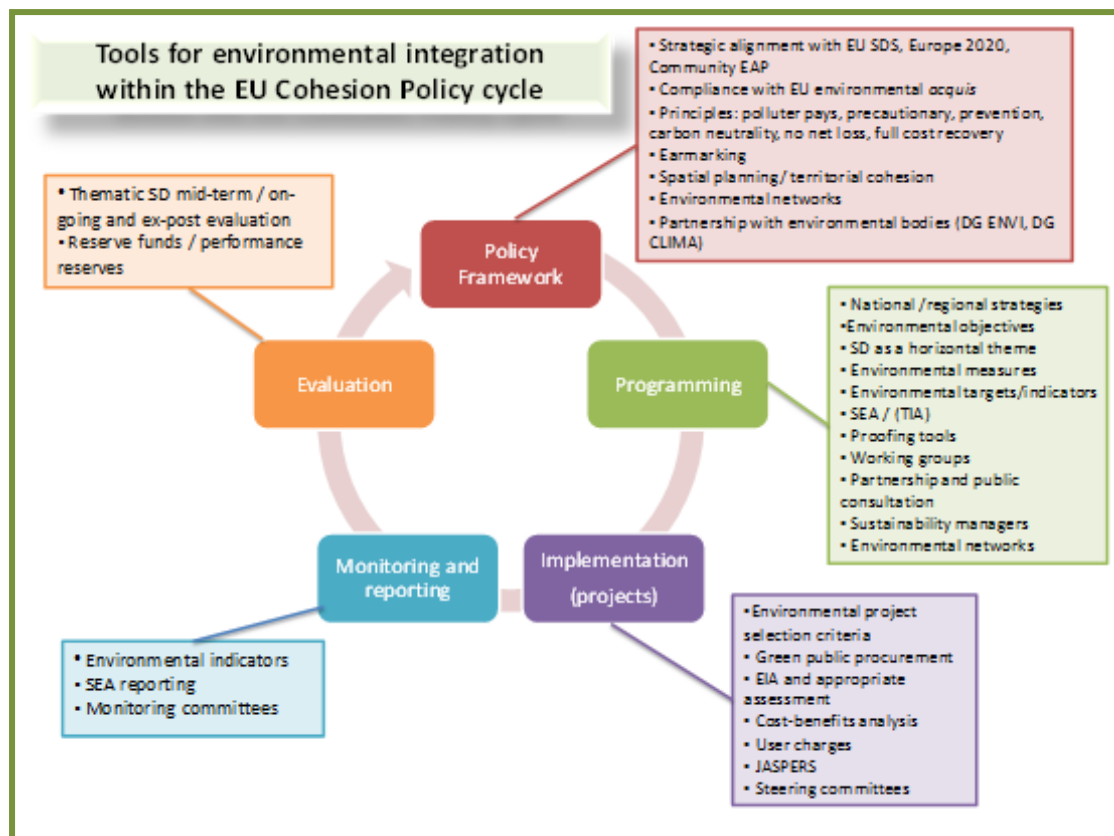 Tools for environmental integration
within the EU Cohesion Policy cycle
▪ Strategic alignment with EU SDS, Europe 2020,
Community EAP
▪ Compliance with EU environmental acquis
▪ Principles: polluter pays, precautionary, prevention,
carbon neutrality, no net loss, full cost recovery
▪ Earmarking
▪ Spatial planning/ territorial cohesion
▪ Environmental networks
▪ Partnership with environmental bodies (DG ENVI, DG
CLIMA)
▪ Thematic SD mid-term / on-
going and ex-post evaluation
▪ Reserve funds / performance
reserves
Policy
Framework
▪ National /regional strategies
▪Environmental objectives
▪ SD as a horizontal theme
▪ Environmental measures
▪ Environmental targets/indicators
▪ SEA / (TIA)
▪ Proofing tools
▪ Working groups
▪ Partnership and public
consultation
▪ Sustainability managers
▪ Environmental networks
Evaluation
Programming
Monitoring and
reporting
Implementation
(projects)
▪ Environmental indicators
▪ SEA reporting
▪ Monitoring committees
▪Environmental project
selection criteria
▪ Green public procurement
▪ EIA and appropriate
assessment
▪ Cost-benefits analysis
▪ User charges
▪ JASPERS
▪ Steering committees